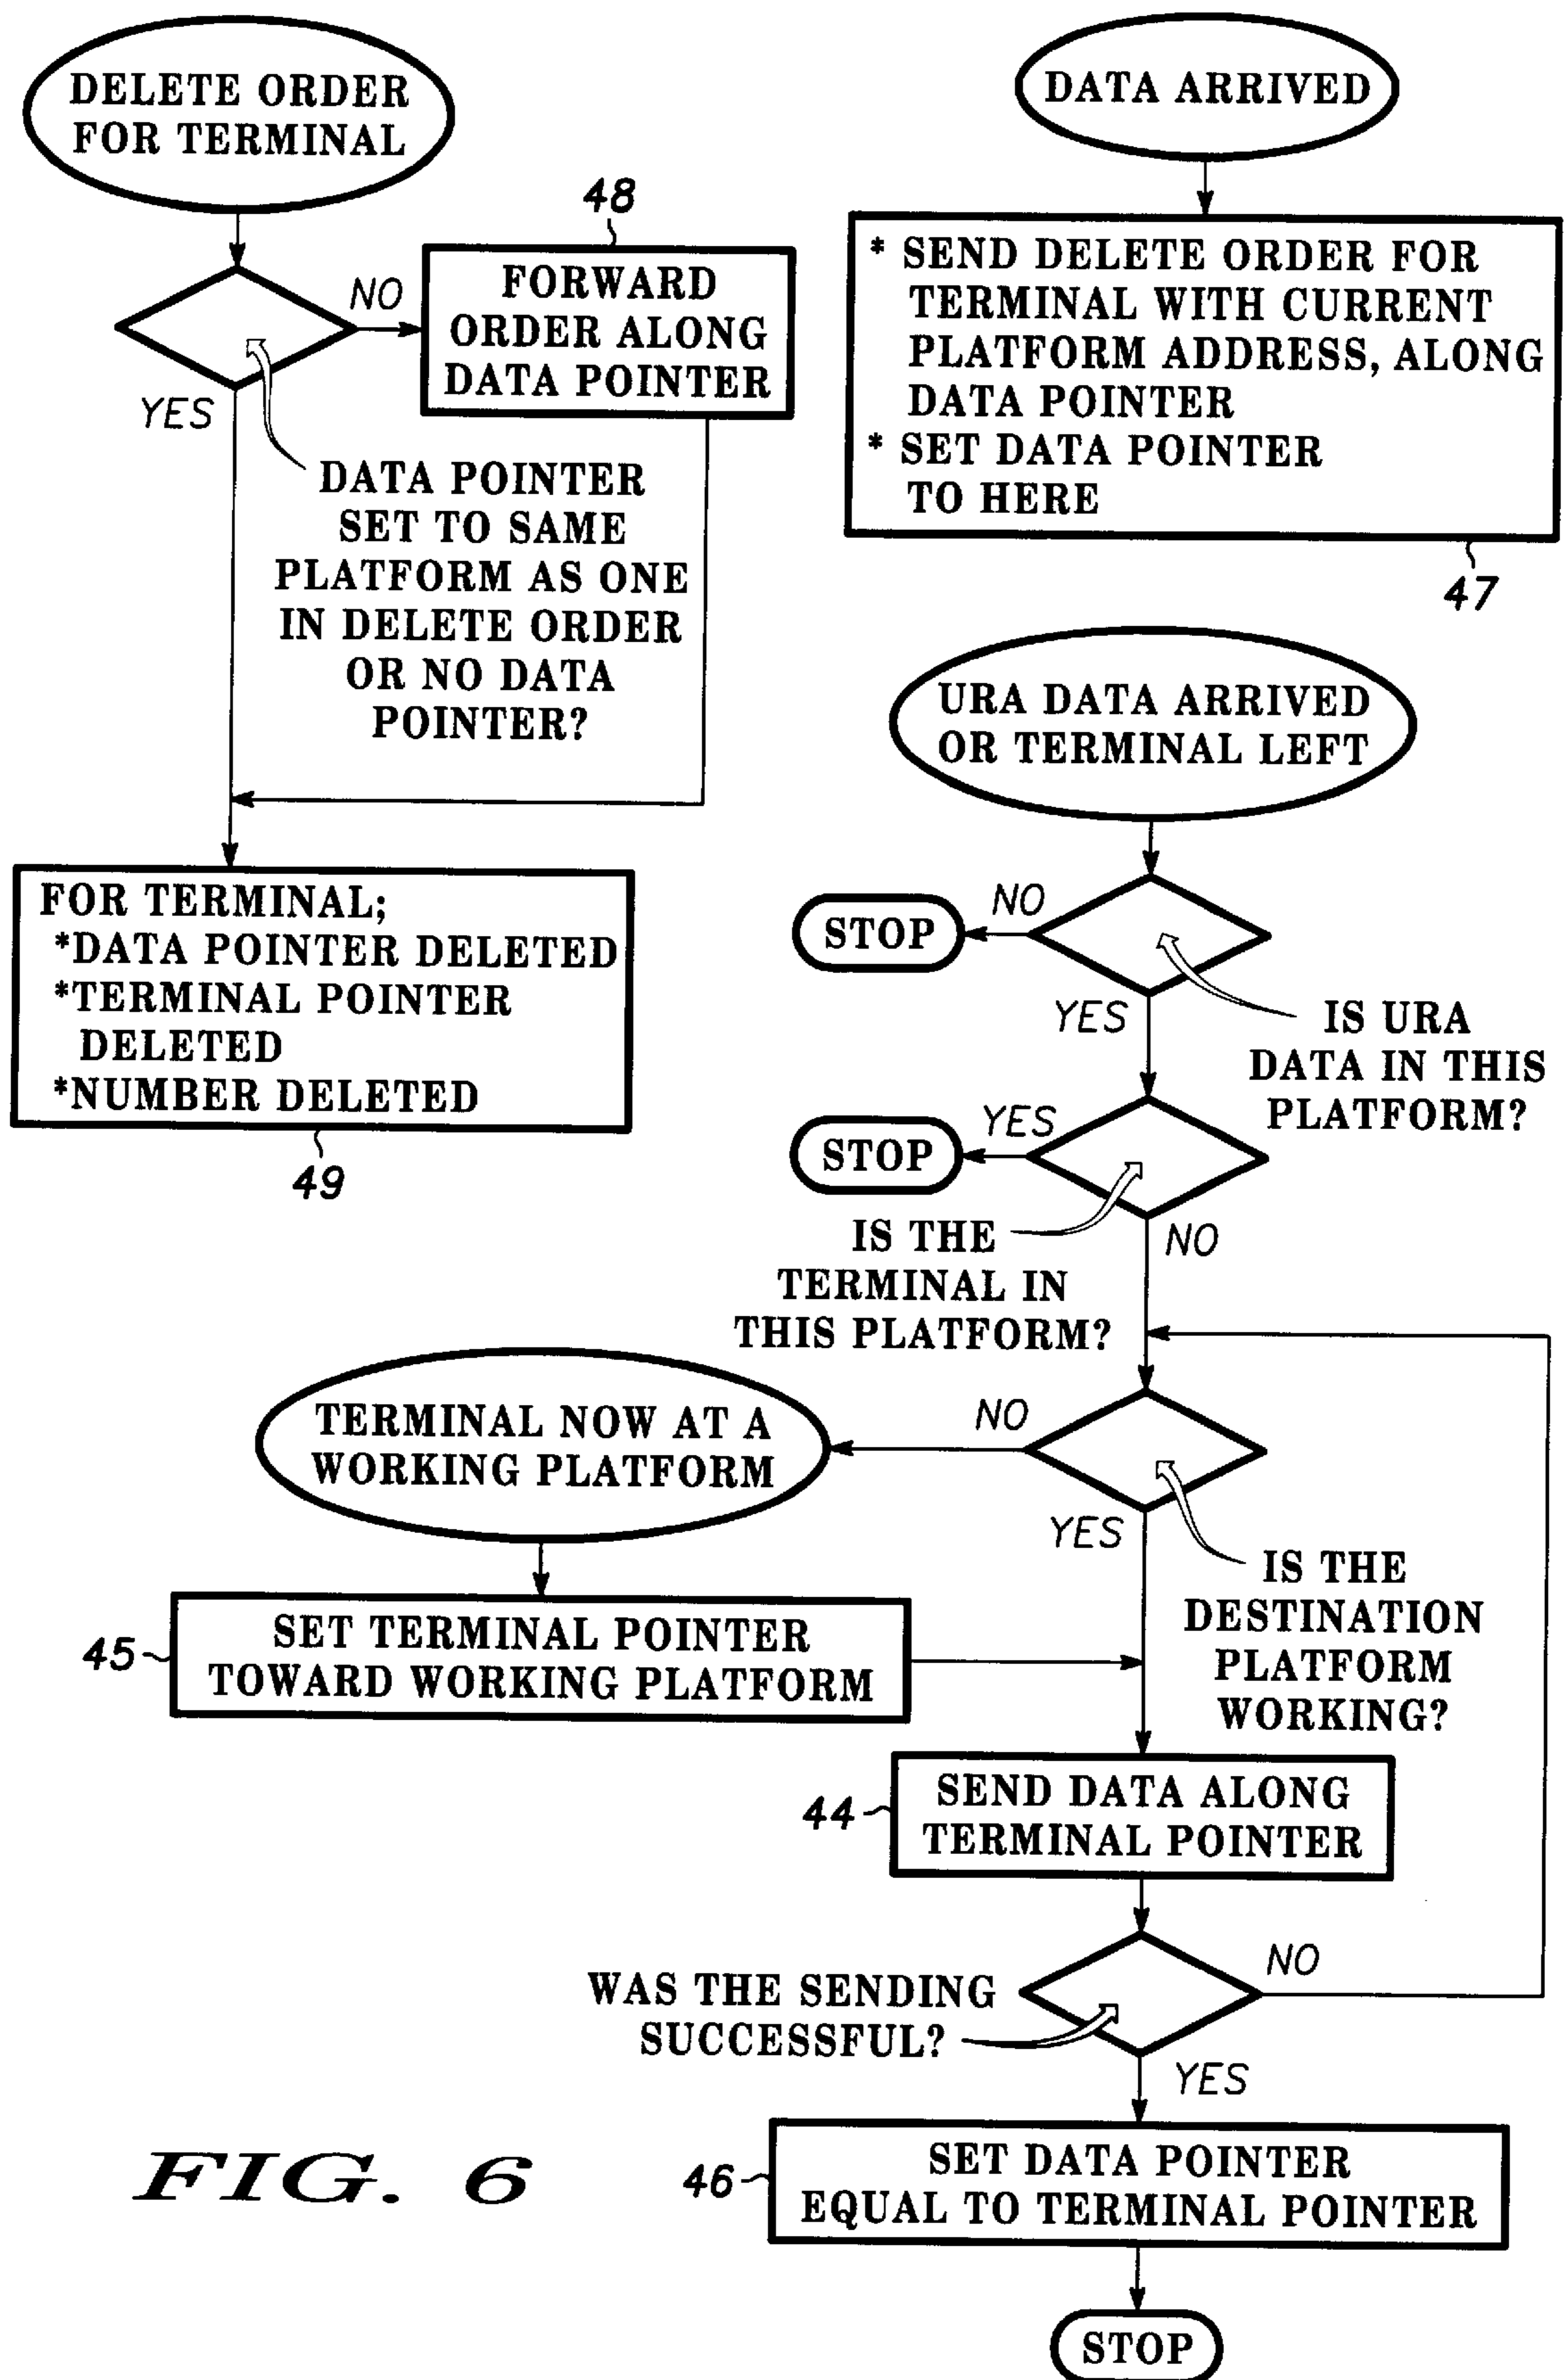 DELETE ORDER
FOR TERMINAL
NO
48
FORWARD
ORDER ALONG
DATA POINTER
YES
DATA POINTER
SET TO SAME
PLATFORM AS ONE
IN DELETE ORDER
OR NO DATA
POINTER?
FOR TERMINAL;
*DATA POINTER DELETED
*TERMINAL POINTER
DELETED
*NUMBER DELETED
49
DATA ARRIVED
* SEND DELETE ORDER FOR
TERMINAL WITH CURRENT
PLATFORM ADDRESS, ALONG
DATA POINTER
* SET DATA POINTER
TO HERE
47
URA DATA ARRIVED
OR TERMINAL LEFT
NO
STOP
YES
IS URA
DATA IN THIS
PLATFORM?
YES
STOP
IS THE
TERMINAL IN
THIS PLATFORM?
NO
NO
TERMINAL NOW AT A
WORKING PLATFORM
YES
IS THE
DESTINATION
PLATFORM
WORKING?
45
SET TERMINAL POINTER
TOWARD WORKING PLATFORM
44
SEND DATA ALONG
TERMINAL POINTER
WAS THE SENDING
SUCCESSFUL?
NO
YES
46
SET DATA POINTER
EQUAL TO TERMINAL POINTER
STOP
FIG. 6